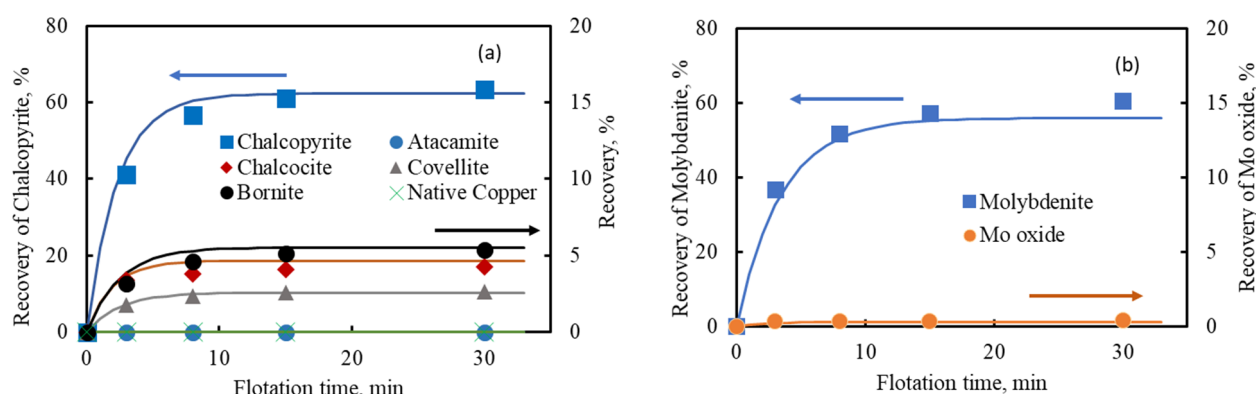 80
60
40
20
0
Recovery of Chalcopyrite, %
(a)
Chalcopyrite
Atacamite
Chalcocite
Covellite
Bornite
Native Copper
20
15
10
5
0
Recovery, %
0
10
20
30
Flotation time, min
80
60
40
20
0
Recovery of Molybdenite, %
(b)
Molybdenite
Mo oxide
20
15
10
5
0
Recovery of Mo oxide, %
0
10
20
30
Flotation time, min